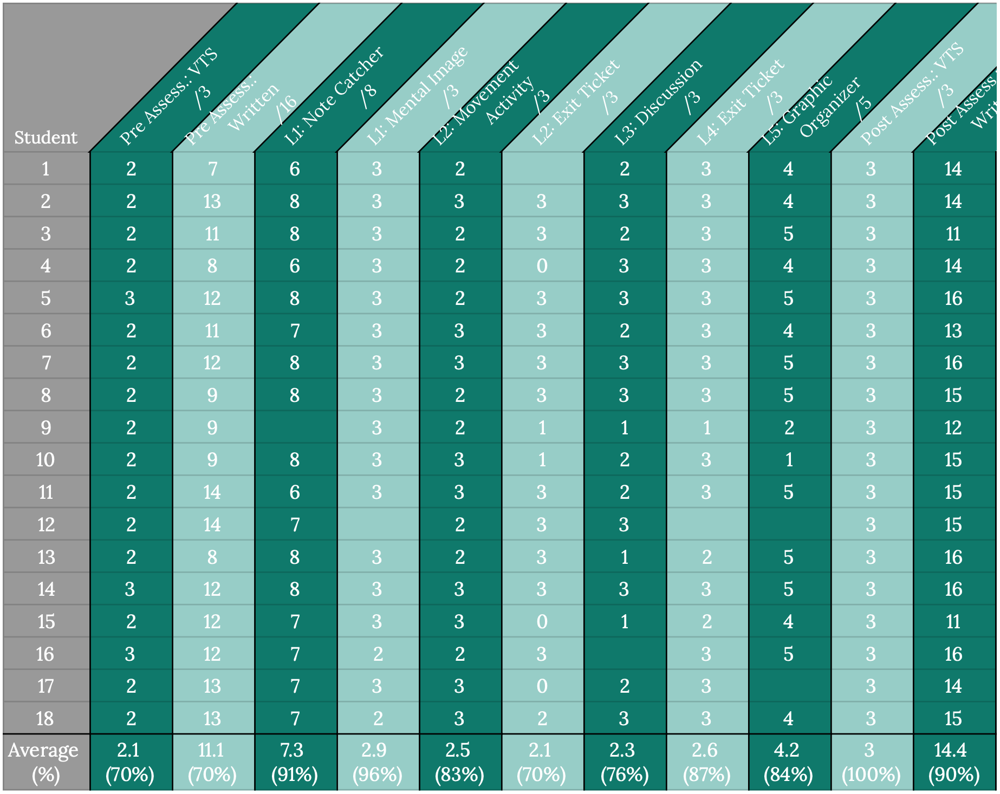 Student
Pre Assess.: VTS
/3
Pre Assess.:
Written
/16
L1: Note Catcher
/8
L1: Mental Image
/3
L2: Movement
Activity
/3
L2: Exit Ticket
/3
L3: Discussion
/3
L4: Exit Ticket
/3
L5: Graphic
Organizer
/5
Post Assess.: VTS
/3
Post Assess.
1 2 7 6 3 2 2 3 4 3 14
2 2 13 8 3 3 3 3 3 4 3 14
3 2 11 8 3 2 3 2 3 5 3 11
4 2 8 6 3 2 0 3 3 4 3 14
5 3 12 8 3 2 3 3 3 5 3 16
6 2 11 7 3 3 3 2 3 4 3 13
7 2 12 8 3 3 3 3 3 5 3 16
8 2 9 8 3 2 3 3 3 5 3 15
9 2 9 3 2 1 1 1 2 3 12
10 2 9 8 3 3 1 2 3 1 3 15
11 2 14 6 3 3 3 2 3 5 3 15
12 2 14 7 2 3 3 3 15
13 2 8 8 3 2 3 1 2 5 3 16
14 3 12 8 3 3 3 3 3 5 3 16
15 2 12 7 3 3 0 1 2 4 3 11
16 3 12 7 2 2 3 3 5 3 16
17 2 13 7 3 3 0 2 3 3 14
18 2 13 7 2 3 2 3 3 4 3 15
Average 2.1 11.1 7.3 2.9 2.5 2.1 2.3 2.6 4.2 3 14.4
(%) (70%) (70%) (91%) (96%) (83%) (70%) (76%) (87%) (84%) (100%) (90%)